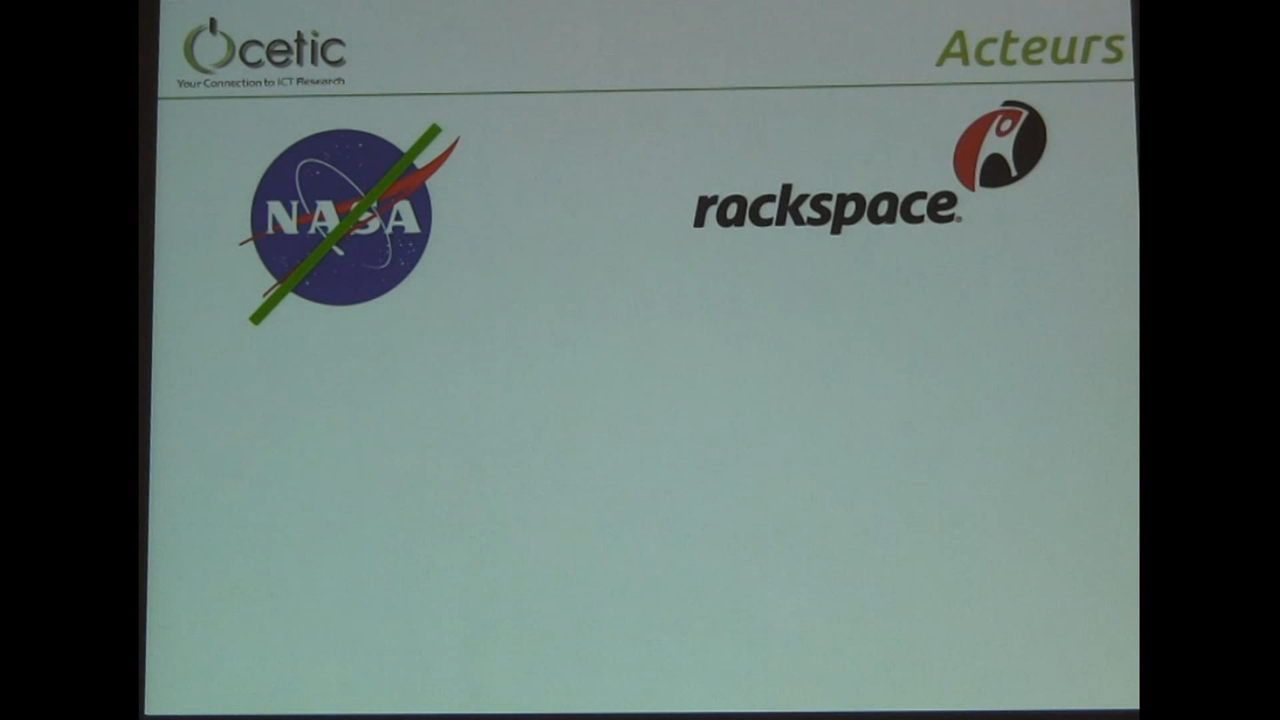 cetic
Your Connection to ICT Research
Acteurs
NASA
rackspace